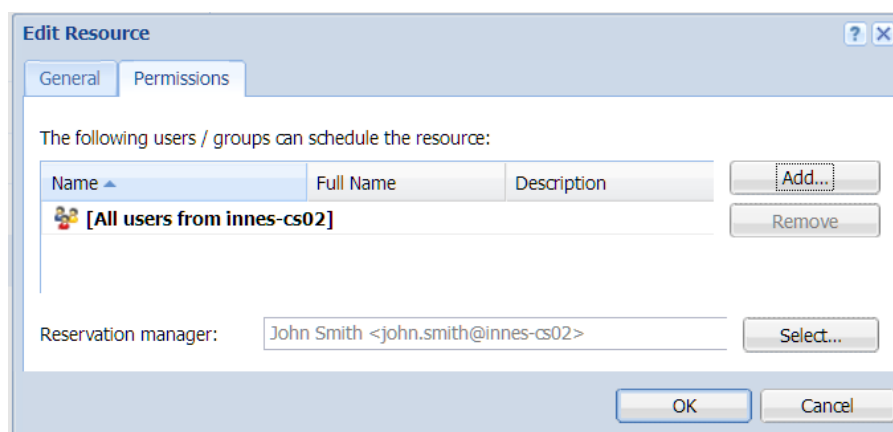 Edit Resource
General Permissions
The following users / groups can schedule the resource:
Name Full Name Description Add...
[All users from innes-cs02] Remove
Reservation manager: John Smith <john.smith@innes-cs02> Select...
OK Cancel